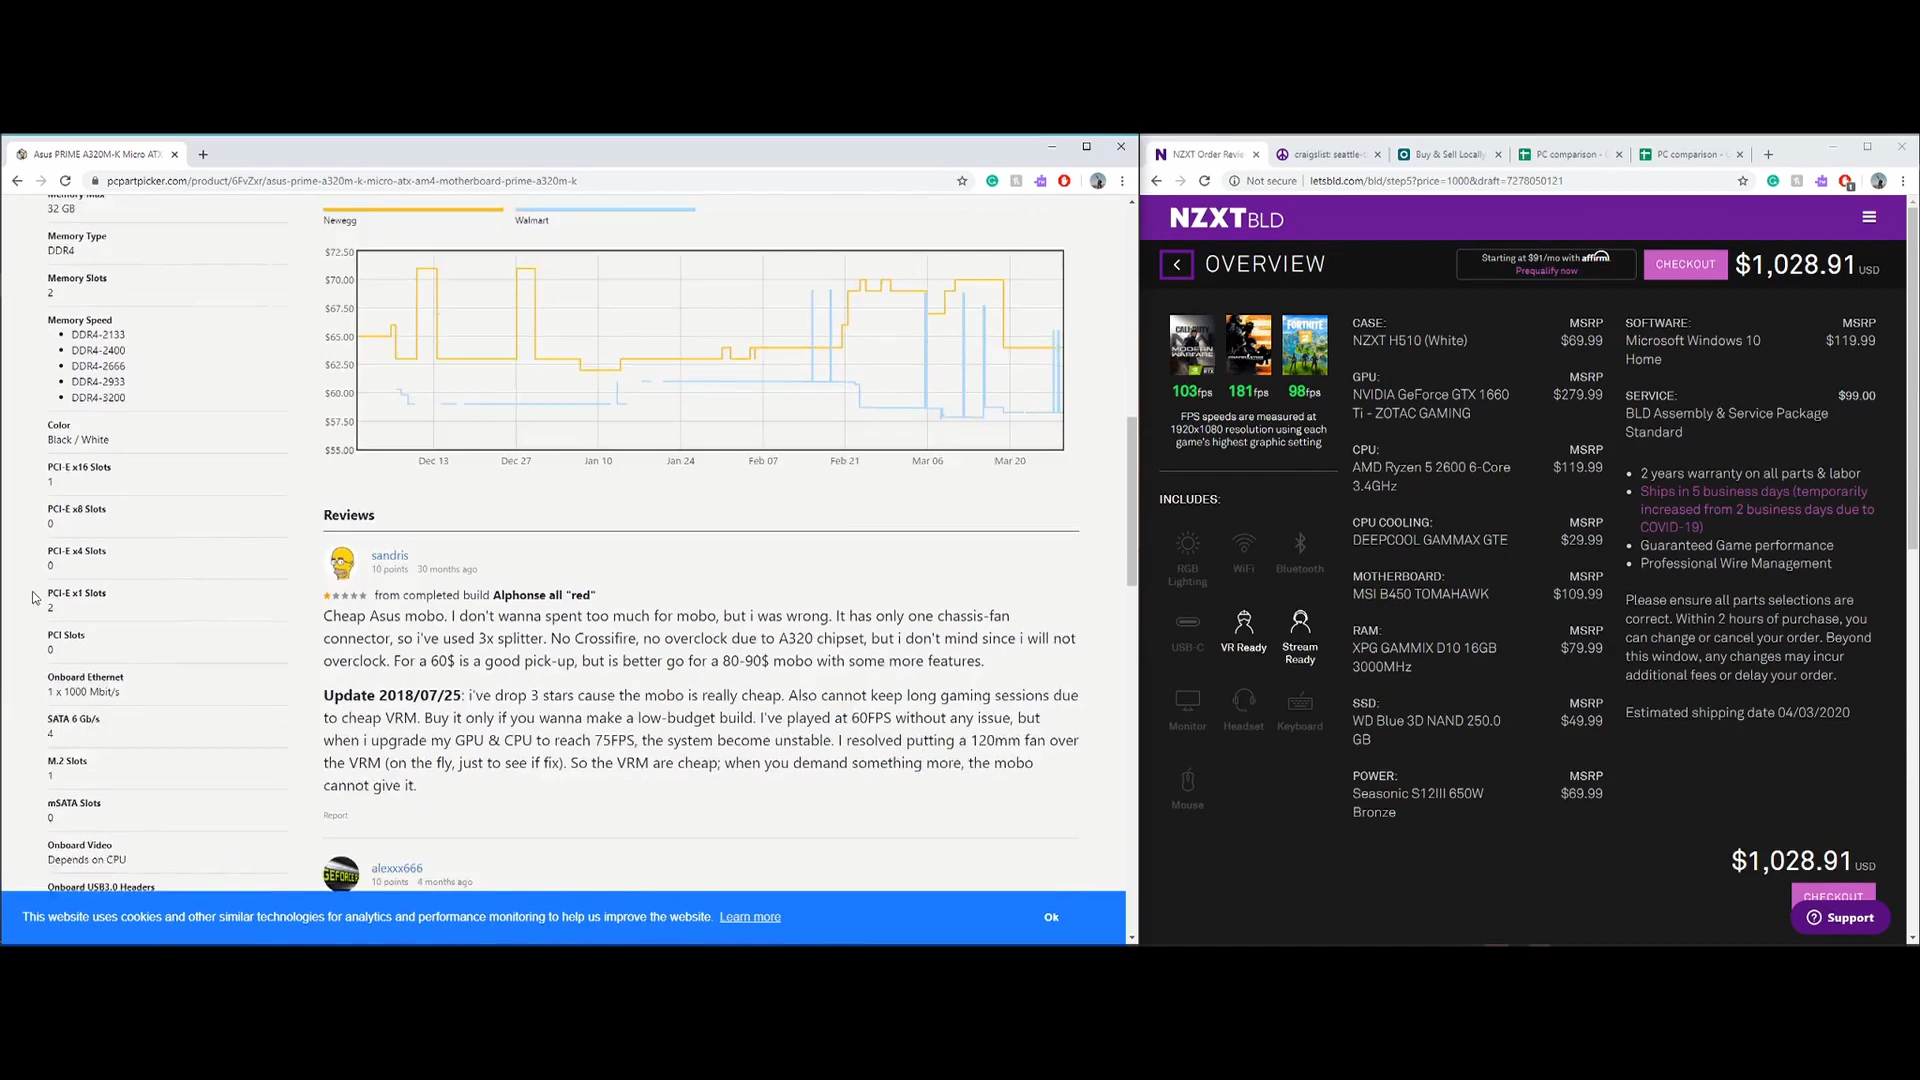 Asus PRIME A320M-K Micro ATX
pcpartpicker.com/product/6FvZxr/asus-prime-a320m-k-micro-atx-am4-motherboard-prime-a320m-k
Memory Max
32 GB
Memory Type
DDR4
Memory Slots
2
Memory Speed
DDR4-2133
DDR4-2400
DDR4-2666
DDR4-2933
DDR4-3200
Color
Black / White
PCI-E x16 Slots
1
PCI-E x8 Slots
0
PCI-E x4 Slots
0
PCI-E x1 Slots
2
PCI Slots
0
Onboard Ethernet
1 x 1000 Mbit/s
SATA 6 Gb/s
4
M.2 Slots
1
mSATA Slots
0
Onboard Video
Depends on CPU
Onboard USB3.0 Headers
Newegg
Walmart
$72.50
$70.00
$67.50
$65.00
$62.50
$60.00
$57.50
$55.00
Dec 13 Dec 27 Jan 10 Jan 24 Feb 07 Feb 21 Mar 06 Mar 20
Reviews
sandris
10 points 30 months ago
from completed build Alphonse all "red"
Cheap Asus mobo. I don't wanna spent too much for mobo, but i was wrong. It has only one chassis-fan
connector, so i've used 3x splitter. No Crossifire, no overclock due to A320 chipset, but i don't mind since i will not
overclock. For a 60$ is a good pick-up, but is better go for a 80-90$ mobo with some more features.
Update 2018/07/25: i've drop 3 stars cause the mobo is really cheap. Also cannot keep long gaming sessions due
to cheap VRM. Buy it only if you wanna make a low-budget build. I've played at 60FPS without any issue, but
when i upgrade my GPU & CPU to reach 75FPS, the system become unstable. I resolved putting a 120mm fan over
the VRM (on the fly, just to see if fix). So the VRM are cheap; when you demand something more, the mobo
cannot give it.
Report
GEFORCE
alexxx666
10 points 4 months ago
This website uses cookies and other similar technologies for analytics and performance monitoring to help us improve the website. Learn more
Ok
NZXT Order Revie
craigslist: seattle-
Buy & Sell Locally
PC comparison -
PC comparison -
Not secure letsbld.com/bld/step5?price=1000&draft=7278050121
NZXT BLD
OVERVIEW
Starting at $91/mo with affirm.
Prequalify now
CHECKOUT
$1,028.91 USD
CALL OF DUTY
MODERN
WARFARE
FORTNITE
103fps 181fps 98fps
FPS speeds are measured at
1920x1080 resolution using each
game's highest graphic setting
INCLUDES:
RGB
Lighting
WiFi
Bluetooth
USB-C
VR Ready
Stream
Ready
Monitor
Headset
Keyboard
Mouse
CASE: MSRP
NZXT H510 (White) $69.99
GPU: MSRP
NVIDIA GeForce GTX 1660 $279.99
Ti - ZOTAC GAMING
CPU: MSRP
AMD Ryzen 5 2600 6-Core $119.99
3.4GHz
CPU COOLING: MSRP
DEEPCOOL GAMMAX GTE $29.99
MOTHERBOARD: MSRP
MSI B450 TOMAHAWK $109.99
RAM: MSRP
XPG GAMMIX D10 16GB $79.99
3000MHz
SSD: MSRP
WD Blue 3D NAND 250.0 $49.99
GB
POWER: MSRP
Seasonic S12III 650W $69.99
Bronze
SOFTWARE: MSRP
Microsoft Windows 10 $119.99
Home
SERVICE: $99.00
BLD Assembly & Service Package
Standard
2 years warranty on all parts & labor
Ships in 5 business days (temporarily
increased from 2 business days due to
COVID-19)
Guaranteed Game performance
Professional Wire Management
Please ensure all parts selections are
correct. Within 2 hours of purchase, you
can change or cancel your order. Beyond
this window, any changes may incur
additional fees or delay your order.
Estimated shipping date 04/03/2020
$1,028.91 USD
CHECKOUT
Support